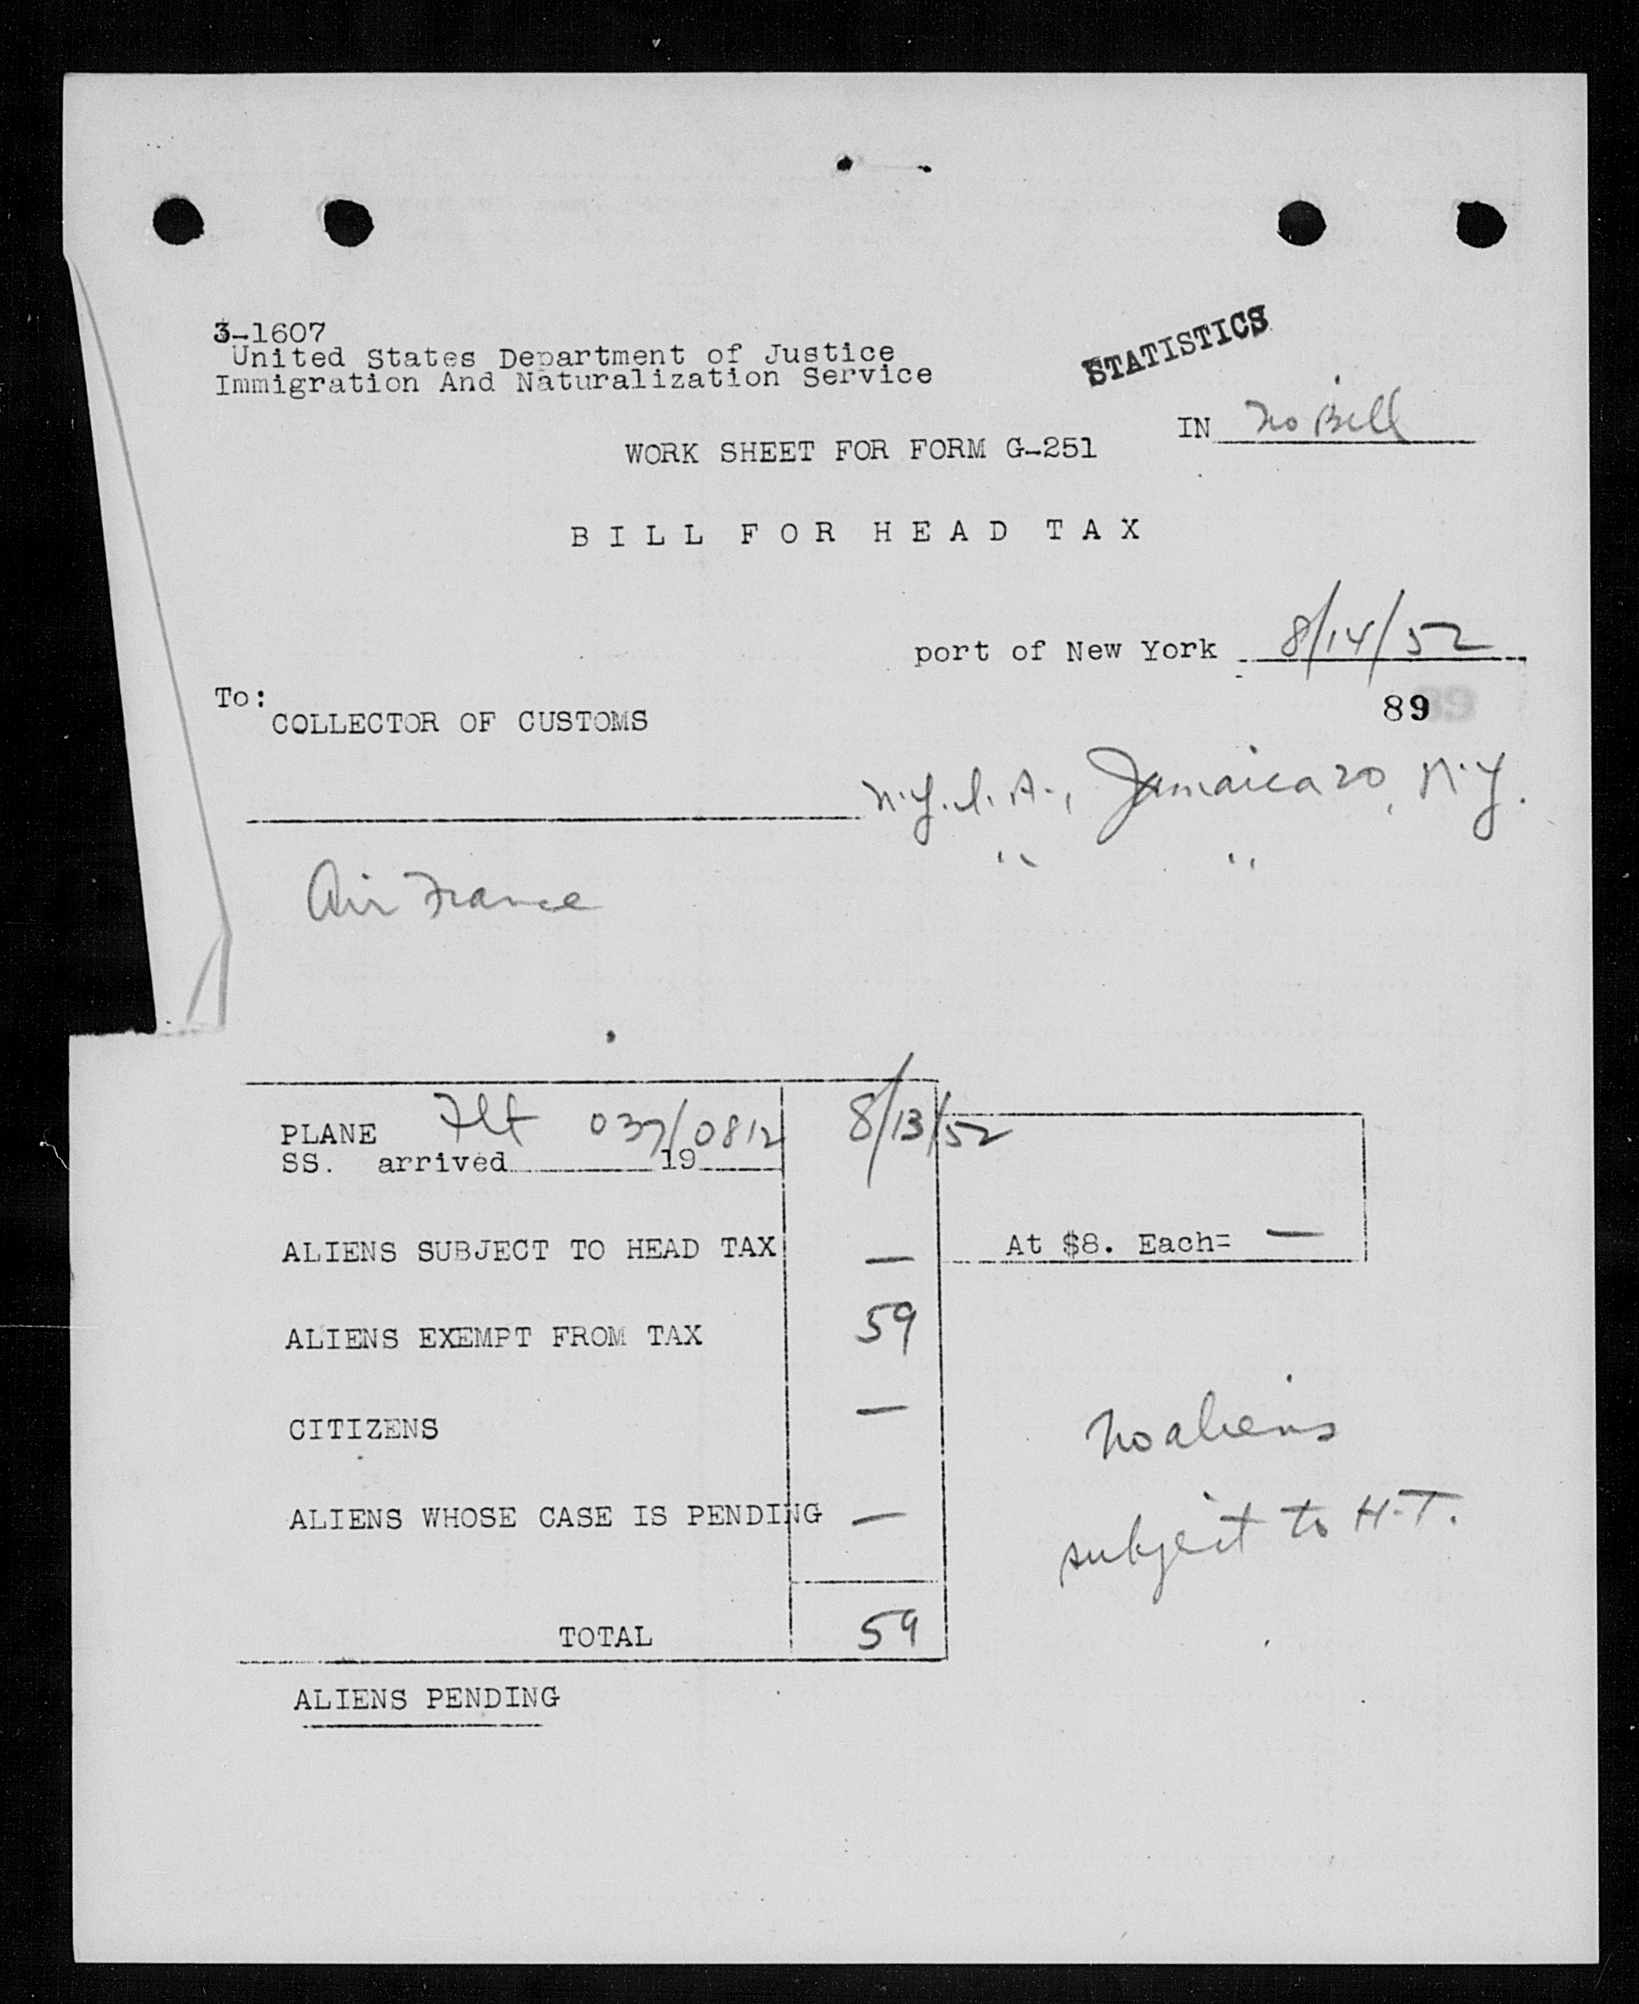 3-1607
United States Department of Justice
Immigration And Naturalization Service
STATISTICS
IN No Bill
WORK SHEET FOR FORM G-251
BILL FOR HEAD TAX
port of New York 8/14/52
To:
COLLECTOR OF CUSTOMS
89
N.Y.I.A., Jamaica 20, N.Y.
" "
Air France
PLANE Flt 037/0812 8/13/52
SS. arrived 19
ALIENS SUBJECT TO HEAD TAX — At $8. Each= —
ALIENS EXEMPT FROM TAX 59
CITIZENS —
No aliens
ALIENS WHOSE CASE IS PENDING —
subject to H.T.
TOTAL 59
ALIENS PENDING